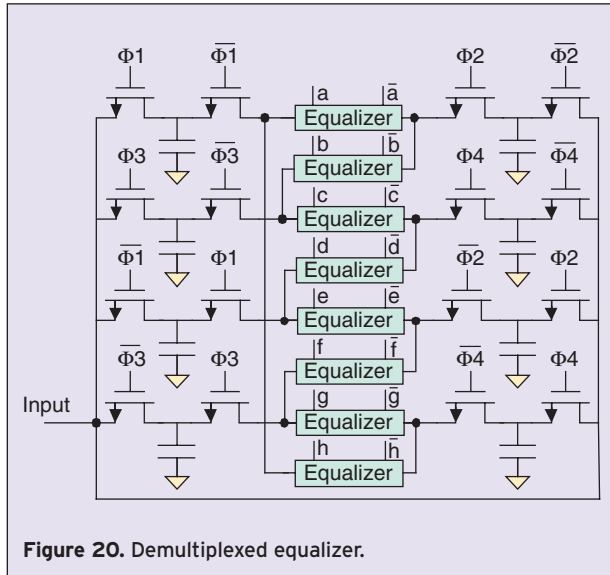 Φ1 Φ̅1̅ Φ2 Φ̅2̅
a a̅
Equalizer
b b̅
Equalizer
Φ3 Φ̅3̅ Φ4 Φ̅4̅
c c̅
Equalizer
d d̅
Equalizer
Φ̅1̅ Φ1 Φ̅2̅ Φ2
e e̅
Equalizer
f f̅
Equalizer
Φ̅3̅ Φ3 Φ̅4̅ Φ4
Input
g g̅
Equalizer
h h̅
Equalizer
Figure 20. Demultiplexed equalizer.